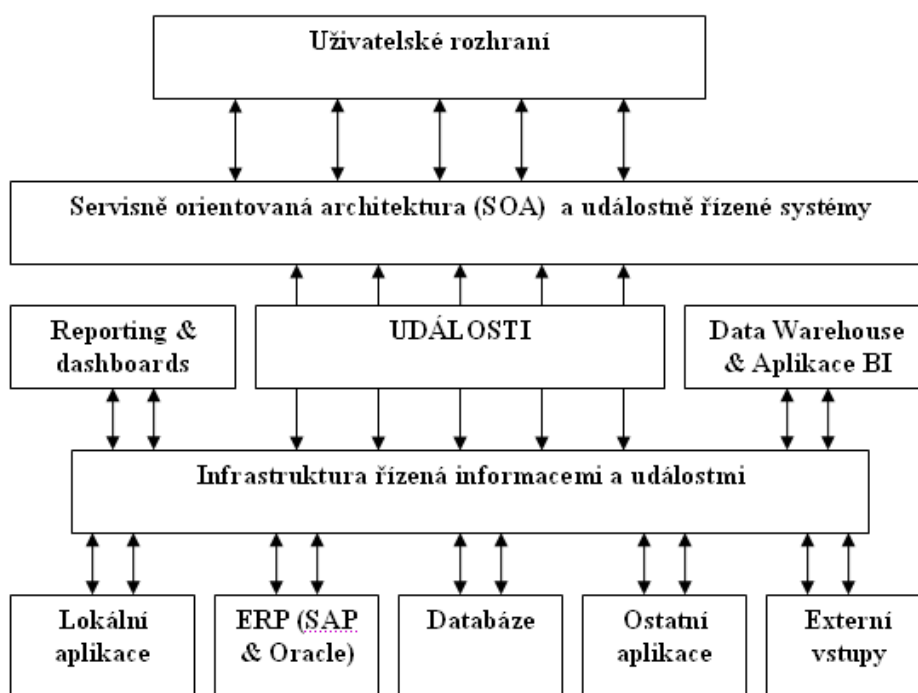 Uživatelské rozhraní
Servisně orientovaná architektura (SOA) a událostně řízené systémy
Reporting &
dashboards
UDÁLOSTI
Data Warehouse
& Aplikace BI
Infrastruktura řízená informacemi a událostmi
Lokální
aplikace
ERP (SAP
& Oracle)
Databáze
Ostatní
aplikace
Externí
vstupy